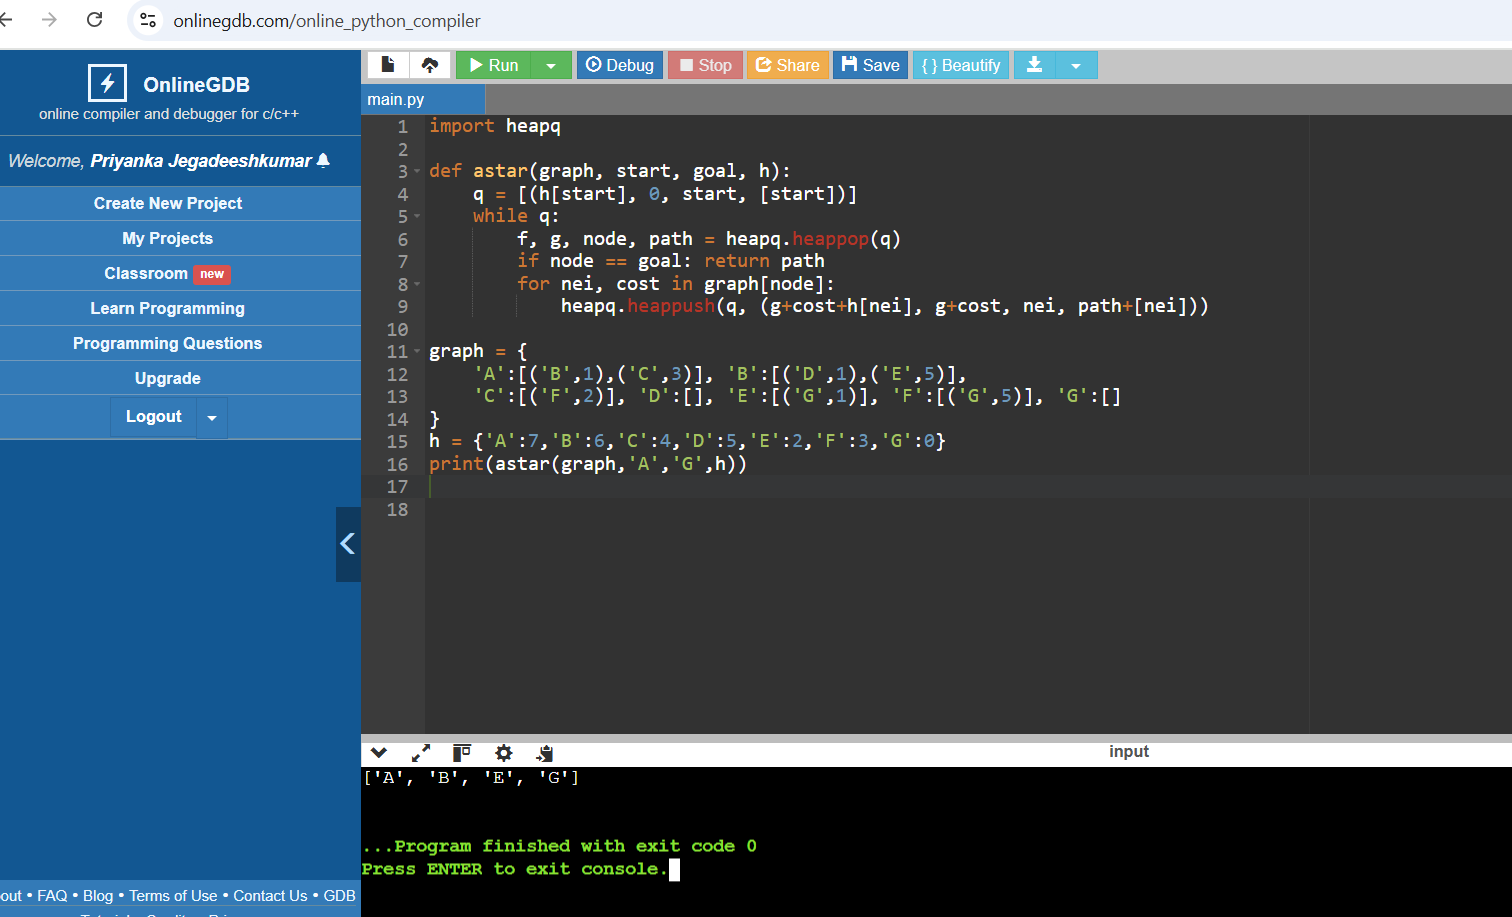 onlinegdb.com/online_python_compiler
OnlineGDB
online compiler and debugger for c/c++
Welcome, Priyanka Jegadeeshkumar
Create New Project
My Projects
Classroom new
Learn Programming
Programming Questions
Upgrade
Logout
out • FAQ • Blog • Terms of Use • Contact Us • GDB
Run Debug Stop Share Save { } Beautify
main.py
1 import heapq
2
3 def astar(graph, start, goal, h):
4 q = [(h[start], 0, start, [start])]
5 while q:
6 f, g, node, path = heapq.heappop(q)
7 if node == goal: return path
8 for nei, cost in graph[node]:
9 heapq.heappush(q, (g+cost+h[nei], g+cost, nei, path+[nei]))
10
11 graph = {
12 'A':[('B',1),('C',3)], 'B':[('D',1),('E',5)],
13 'C':[('F',2)], 'D':[], 'E':[('G',1)], 'F':[('G',5)], 'G':[]
14 }
15 h = {'A':7,'B':6,'C':4,'D':5,'E':2,'F':3,'G':0}
16 print(astar(graph,'A','G',h))
17
18
input
['A', 'B', 'E', 'G']
...Program finished with exit code 0
Press ENTER to exit console.